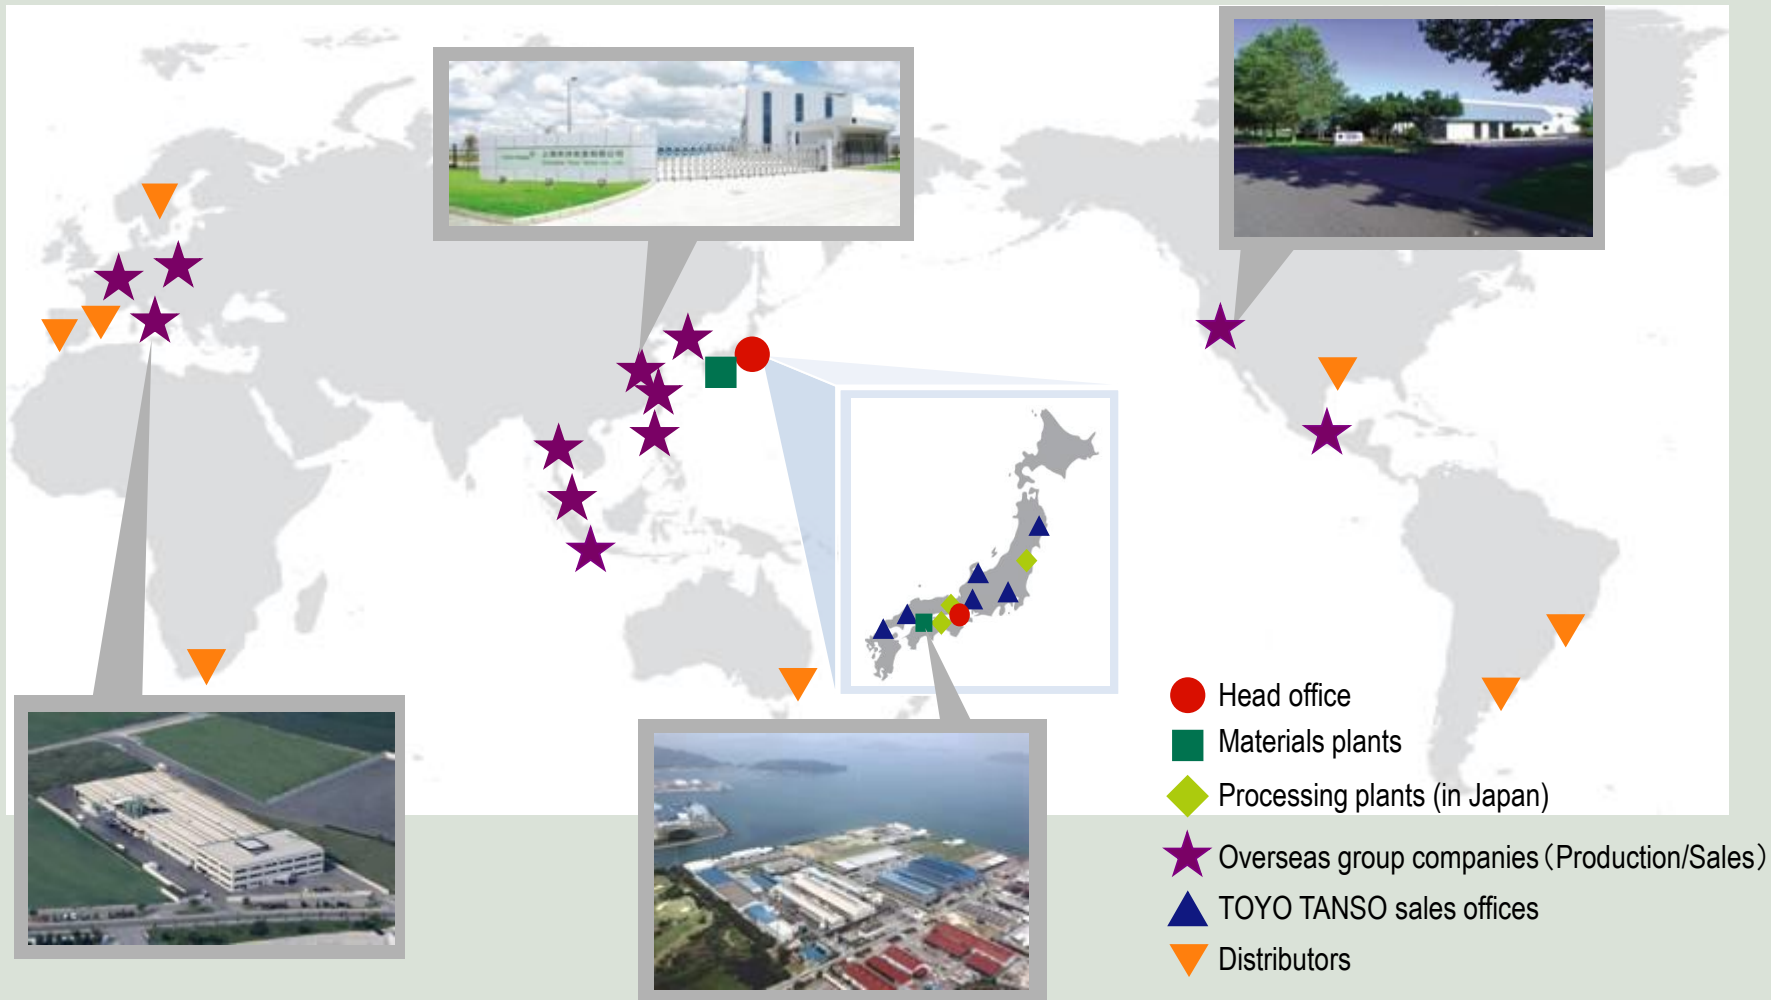 Head office
Materials plants
Processing plants (in Japan)
Overseas group companies（Production/Sales）
TOYO TANSO sales offices
Distributors